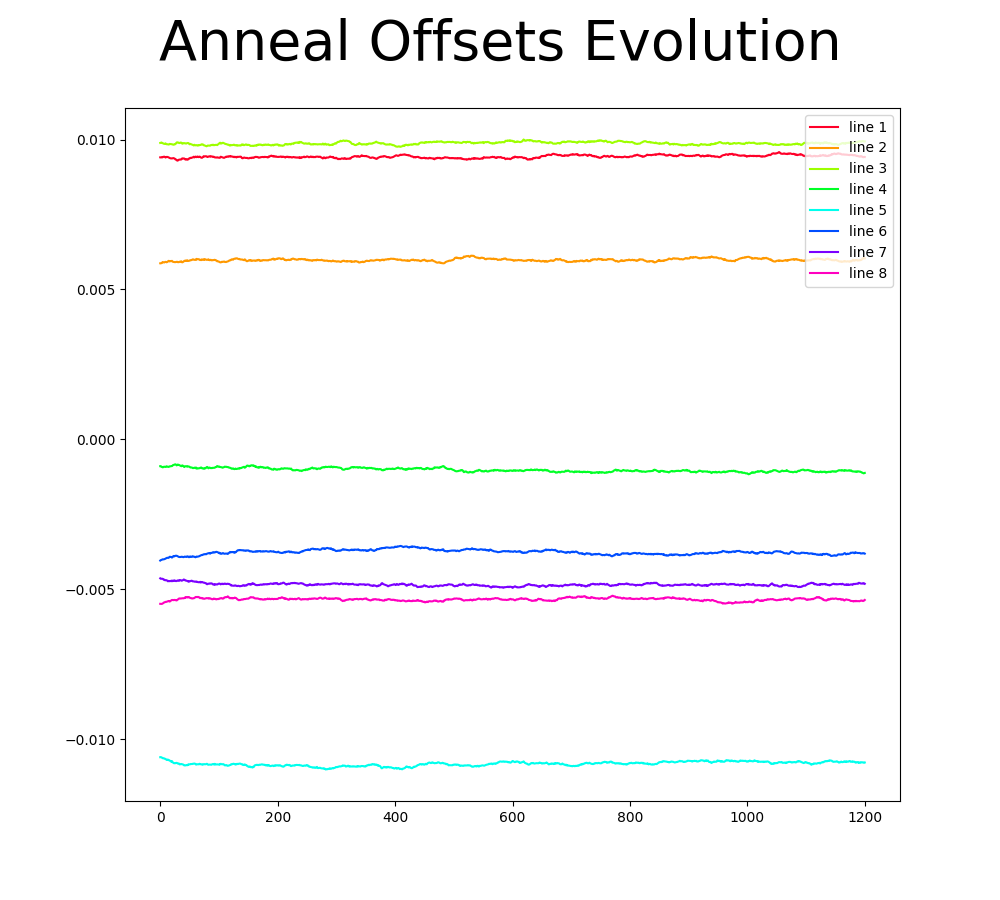 Anneal Offsets Evolution
0.010
0.005
0.000
−0.005
−0.010
0 200 400 600 800 1000 1200
line 1
line 2
line 3
line 4
line 5
line 6
line 7
line 8